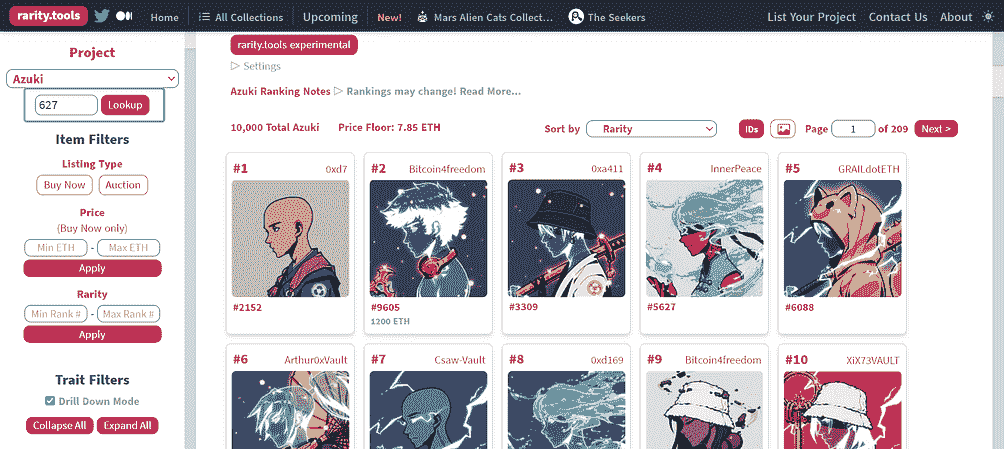 rarity.tools Home All Collections Upcoming New! Mars Alien Cats Collect... The Seekers List Your Project Contact Us About
Project
Azuki
627 Lookup
Item Filters
Listing Type
Buy Now Auction
Price
(Buy Now only)
Min ETH - Max ETH
Apply
Rarity
Min Rank # - Max Rank #
Apply
Trait Filters
Drill Down Mode
Collapse All Expand All
rarity.tools experimental
▷ Settings
Azuki Ranking Notes ▷ Rankings may change! Read More...
10,000 Total Azuki Price Floor: 7.85 ETH Sort by Rarity IDs Page 1 of 209 Next >
#1 0xd7 #2 Bitcoin4freedom #3 0xa411 #4 InnerPeace #5 GRAILdotETH
#2152 #9605 #3309 #5627 #6088
1200 ETH
#6 Arthur0xVault #7 Csaw-Vault #8 0xd169 #9 Bitcoin4freedom #10 XiX73VAULT